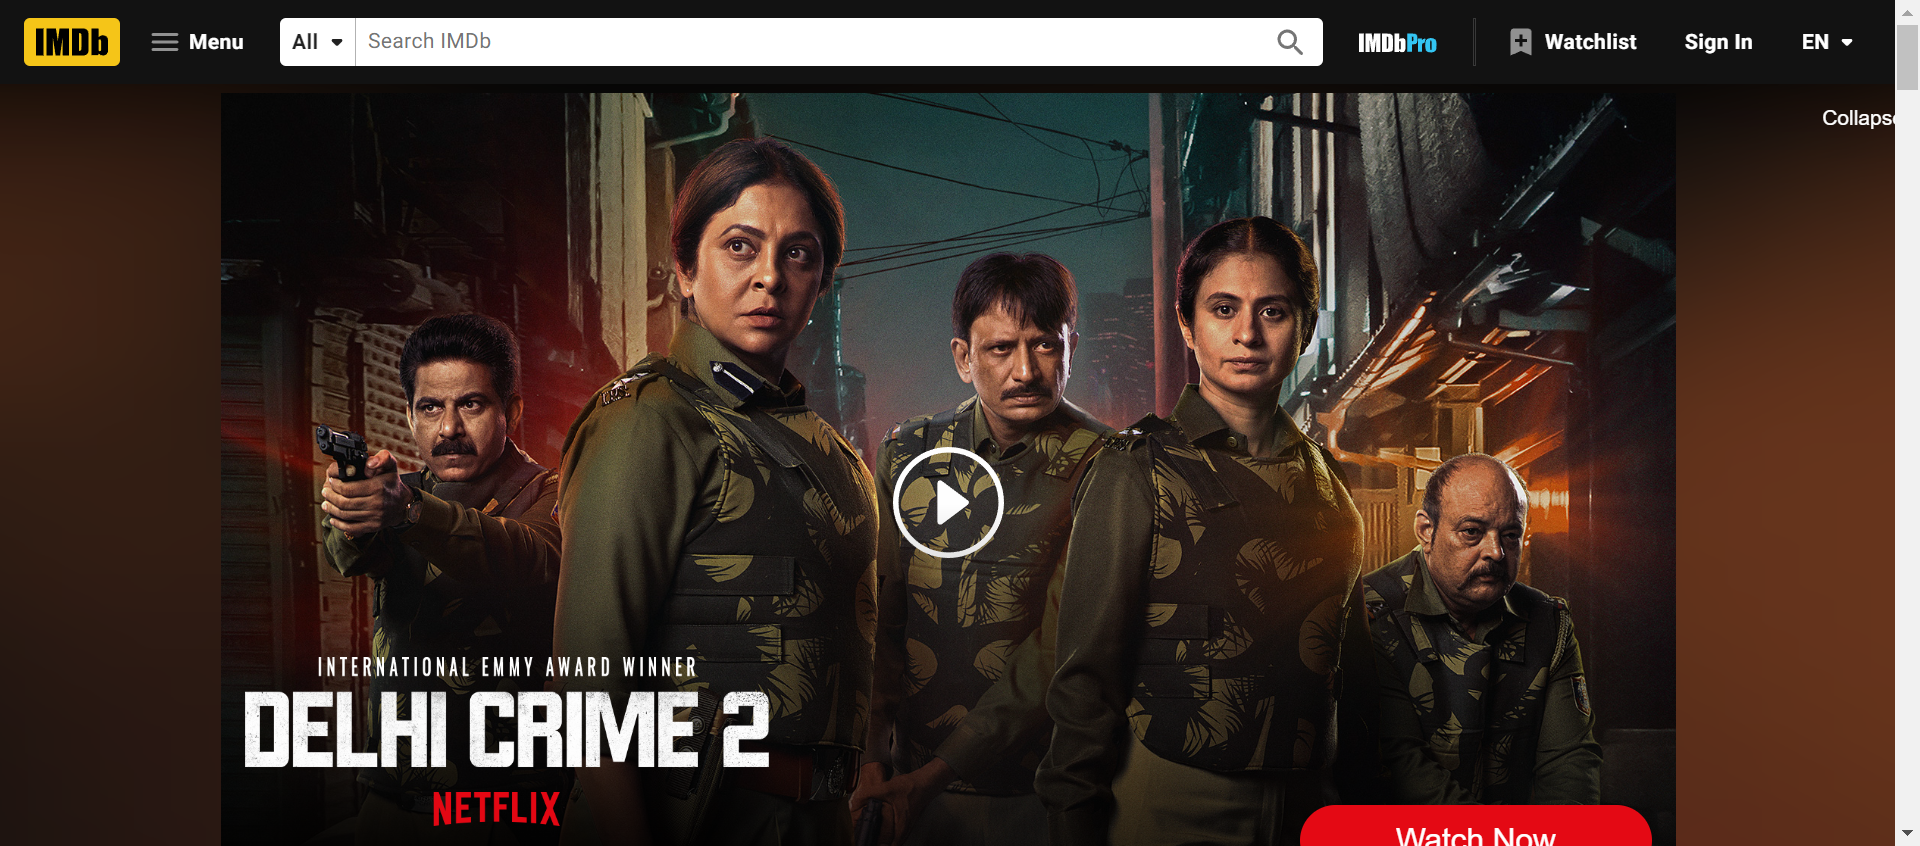 IMDb Menu All Search IMDb IMDbPro Watchlist Sign In EN
Collapse
INTERNATIONAL EMMY AWARD WINNER
DELHI CRIME 2
NETFLIX
Watch Now